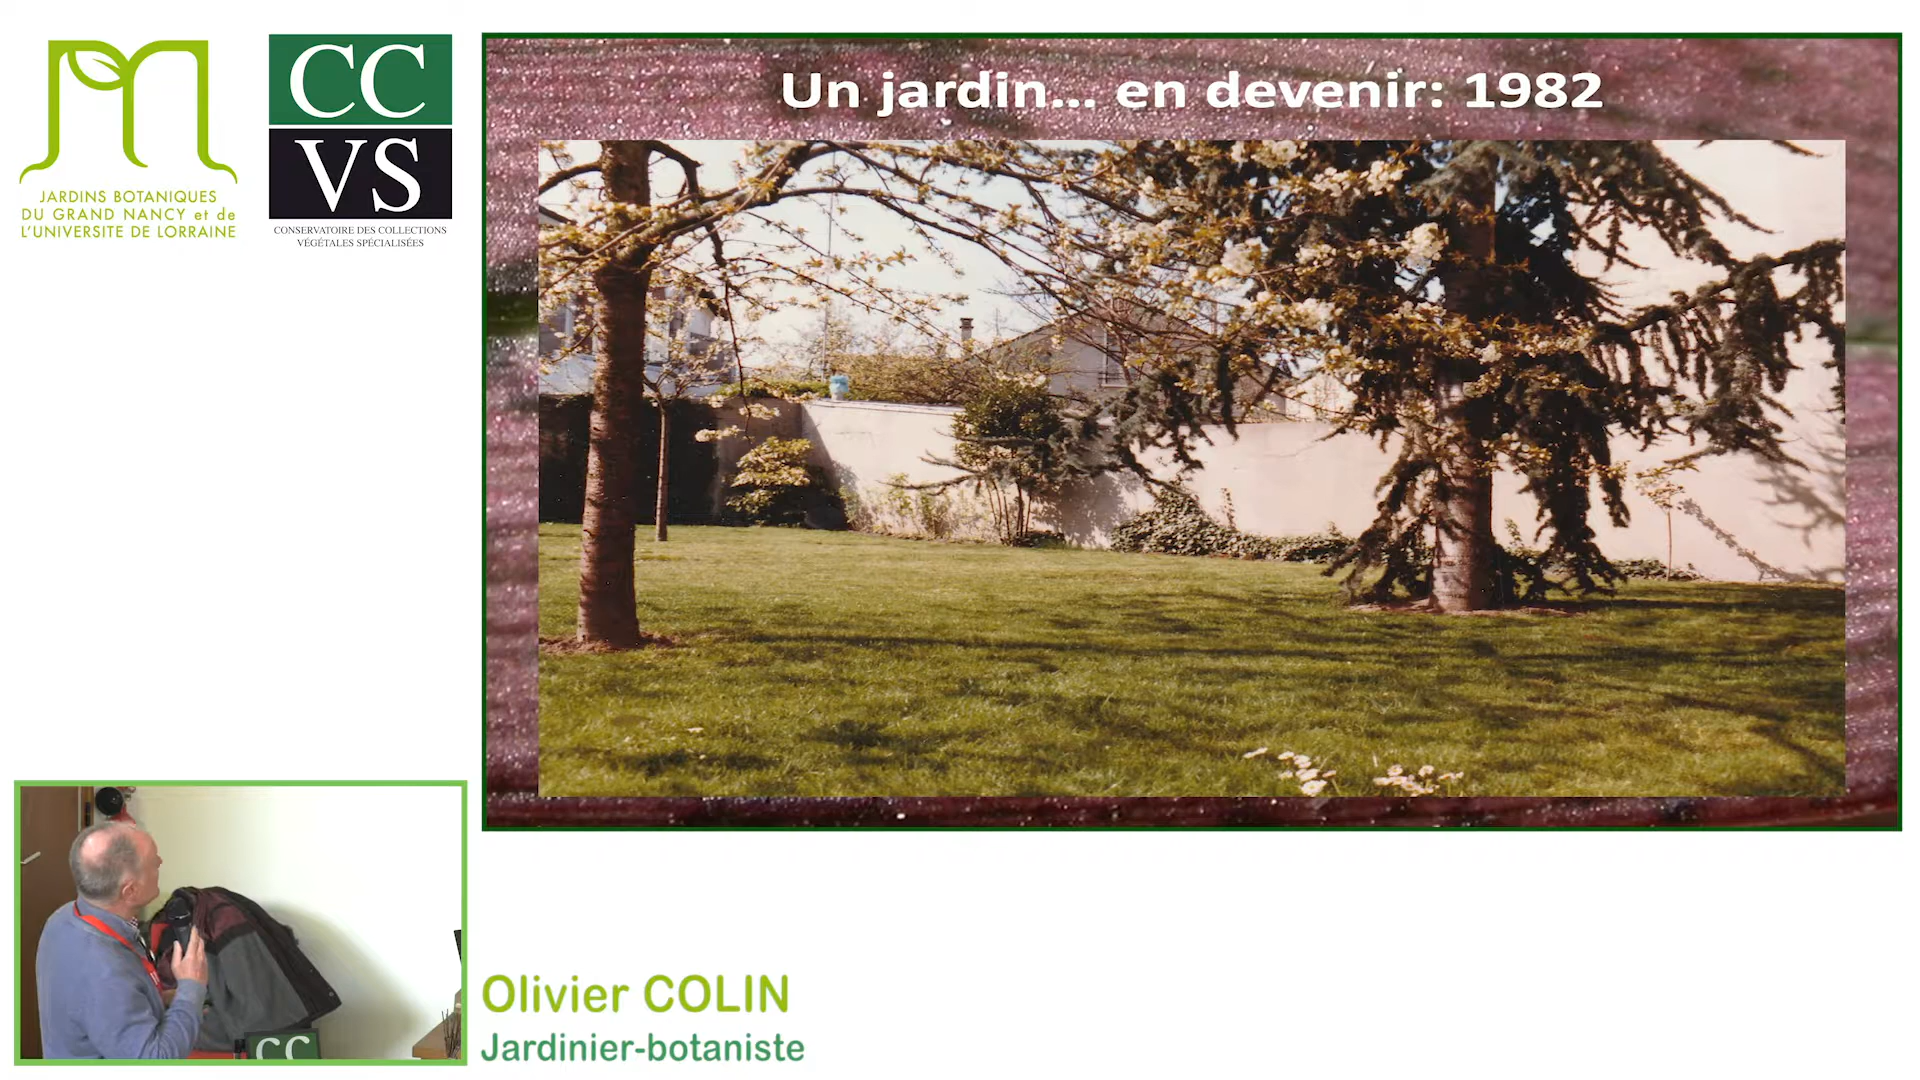 JARDINS BOTANIQUES
DU GRAND NANCY et de
L'UNIVERSITE DE LORRAINE
CC
VS
CONSERVATOIRE DES COLLECTIONS
VÉGÉTALES SPÉCIALISÉES
Un jardin... en devenir: 1982
CC
Olivier COLIN
Jardinier-botaniste